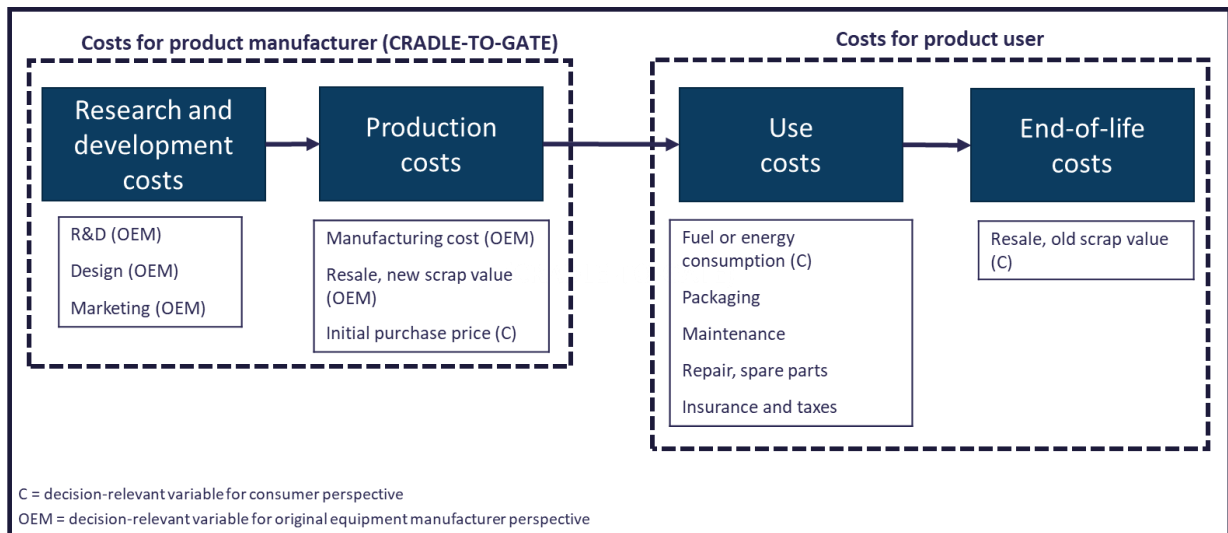 Costs for product manufacturer (CRADLE-TO-GATE)
Costs for product user
Research and
development
costs
Production
costs
Use
costs
End-of-life
costs
R&D (OEM)
Design (OEM)
Marketing (OEM)
Manufacturing cost (OEM)
Resale, new scrap value
(OEM)
Initial purchase price (C)
Fuel or energy
consumption (C)
Packaging
Maintenance
Repair, spare parts
Insurance and taxes
Resale, old scrap value
(C)
C = decision-relevant variable for consumer perspective
OEM = decision-relevant variable for original equipment manufacturer perspective